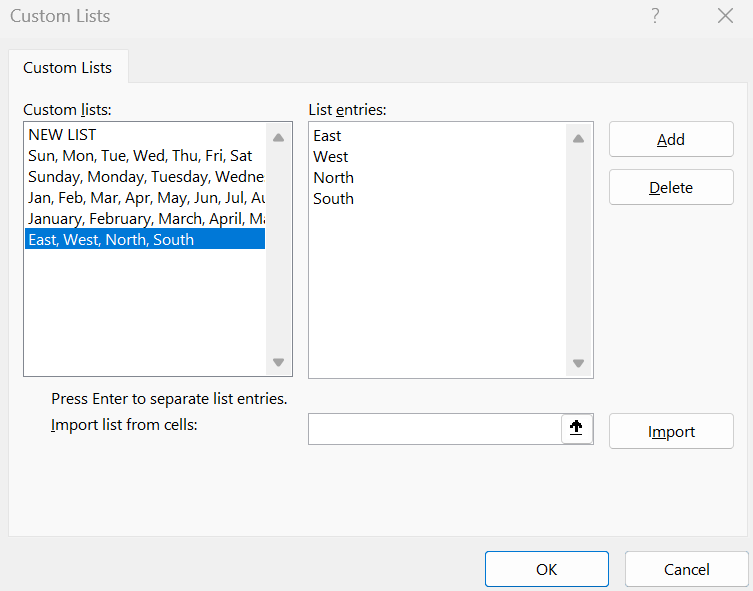 Custom Lists
?
Custom Lists
Custom lists:
NEW LIST
Sun, Mon, Tue, Wed, Thu, Fri, Sat
Sunday, Monday, Tuesday, Wedne
Jan, Feb, Mar, Apr, May, Jun, Jul, Au
January, February, March, April, Ma
East, West, North, South
List entries:
East
West
North
South
Add
Delete
Press Enter to separate list entries.
Import list from cells:
Import
OK
Cancel